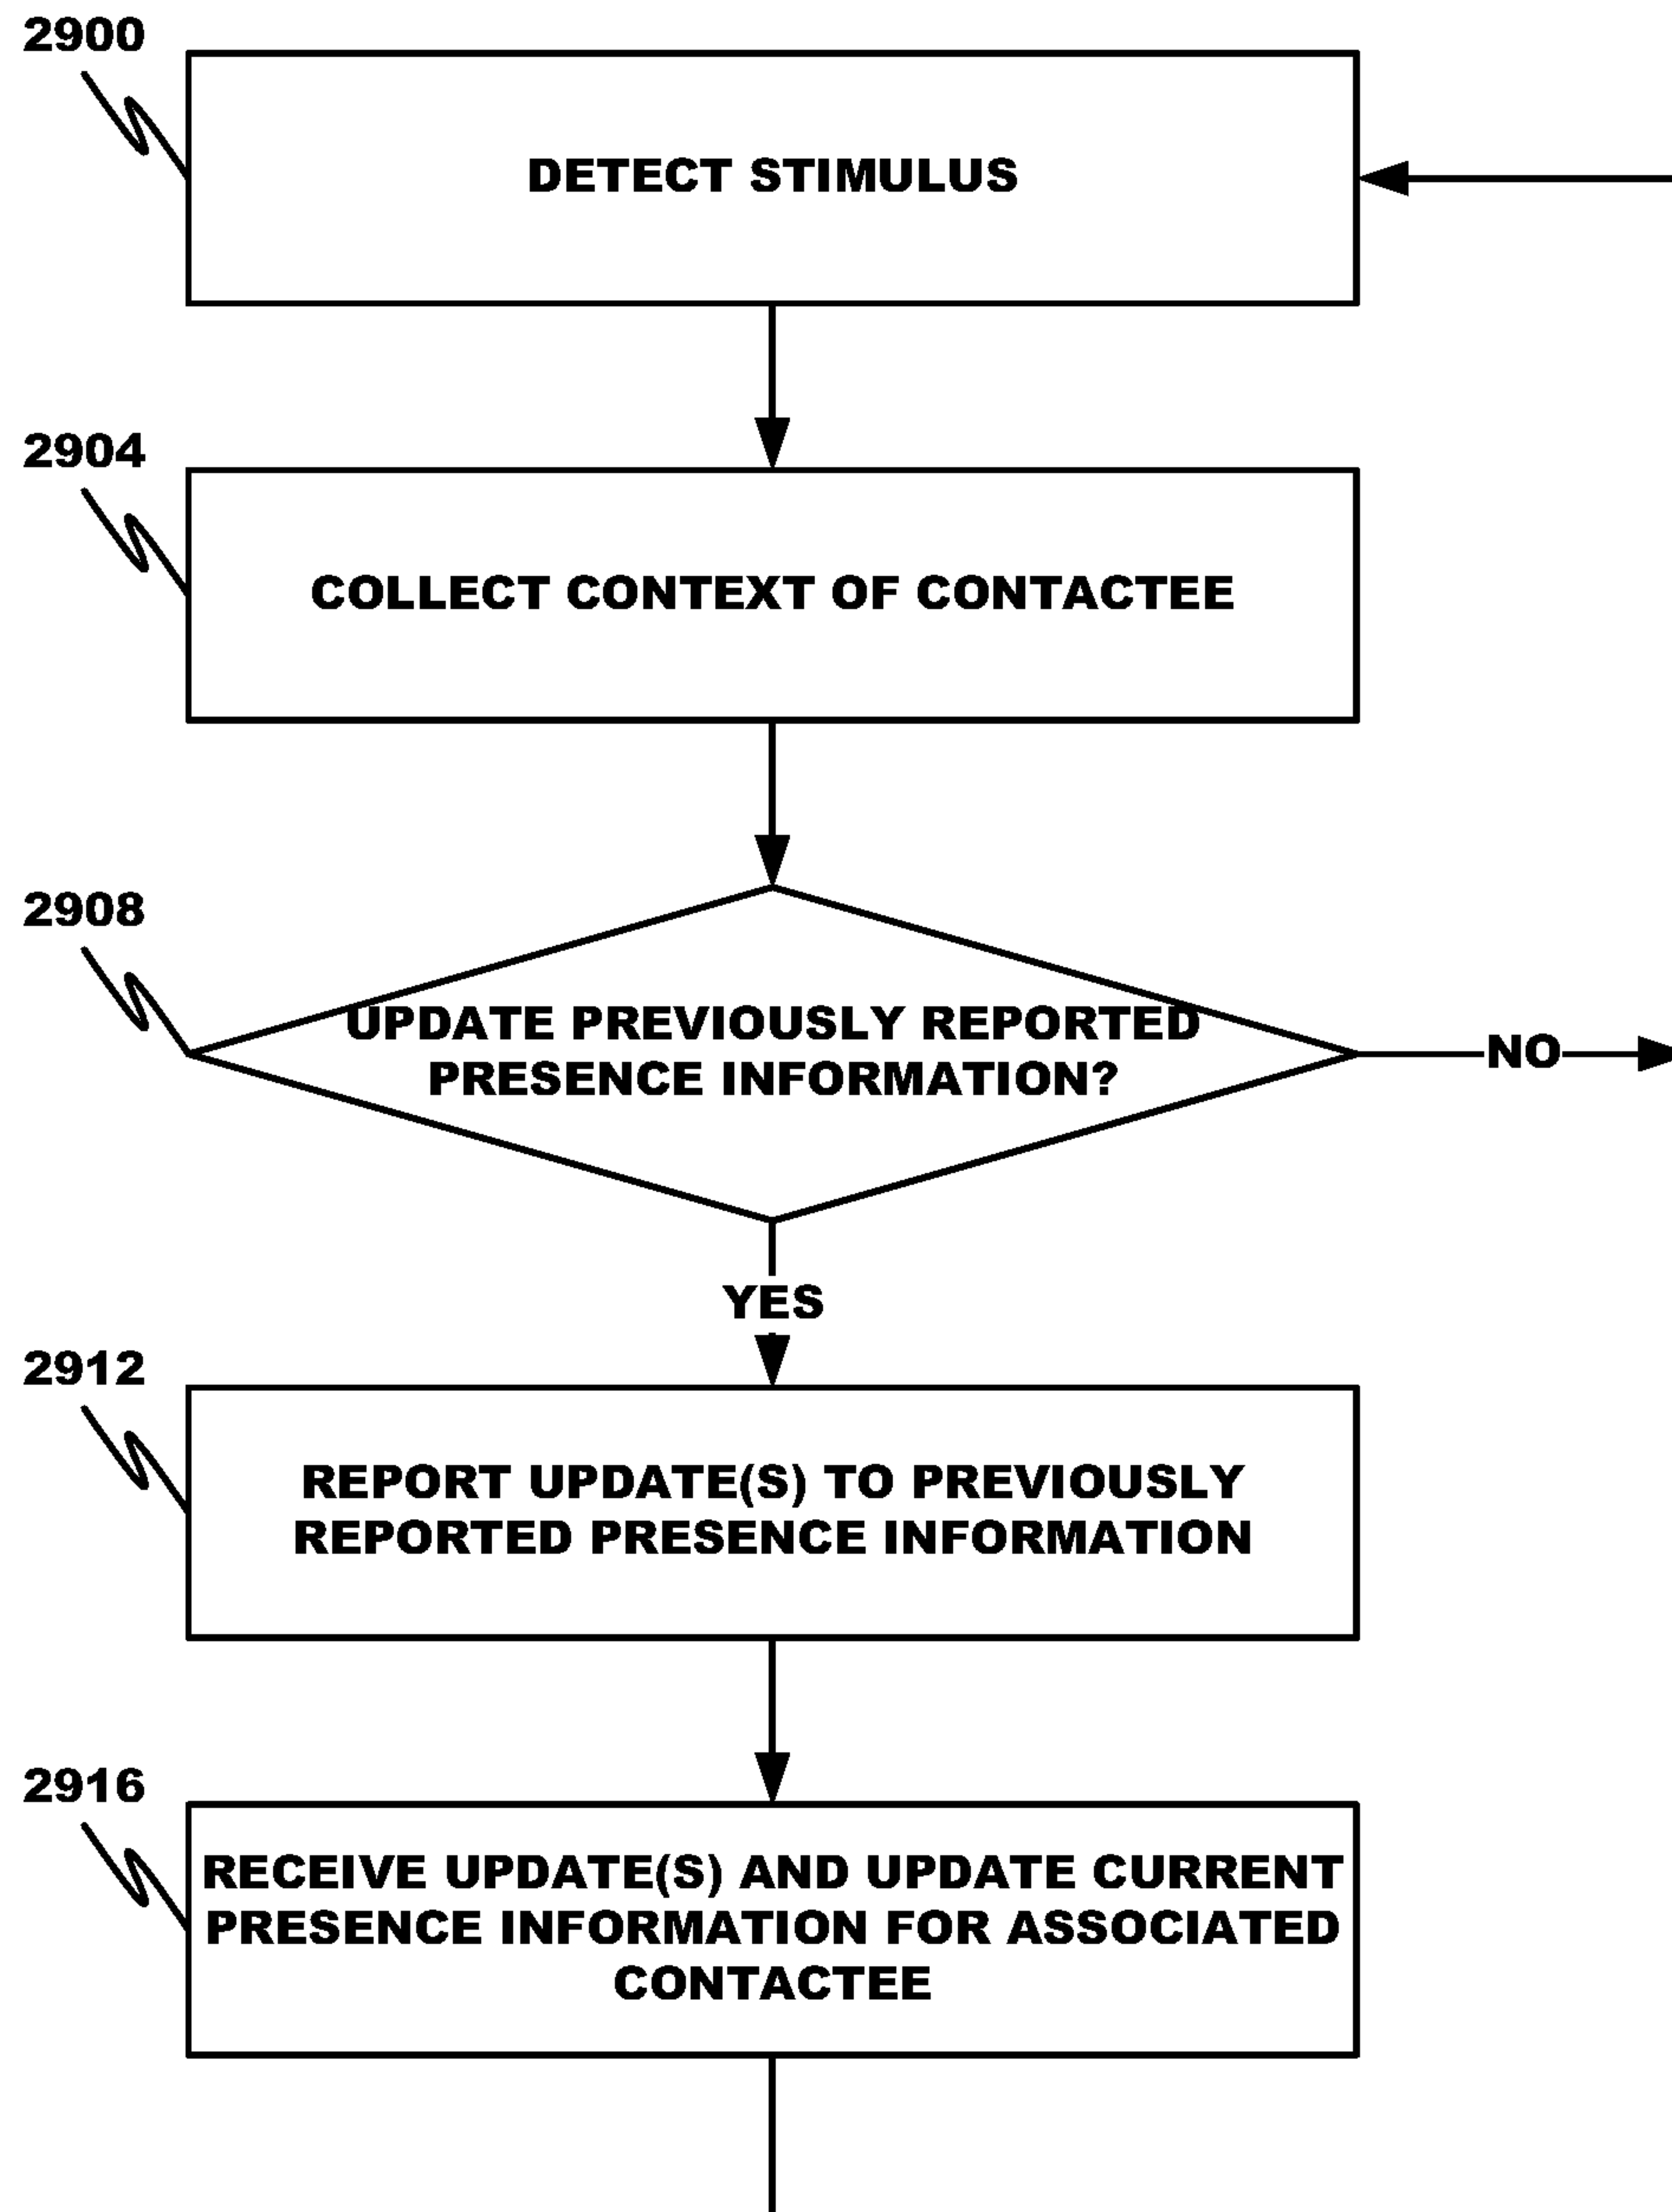 2900
DETECT STIMULUS
2904
COLLECT CONTEXT OF CONTACTEE
2908
UPDATE PREVIOUSLY REPORTED
PRESENCE INFORMATION?
NO
YES
2912
REPORT UPDATE(S) TO PREVIOUSLY
REPORTED PRESENCE INFORMATION
2916
RECEIVE UPDATE(S) AND UPDATE CURRENT
PRESENCE INFORMATION FOR ASSOCIATED
CONTACTEE